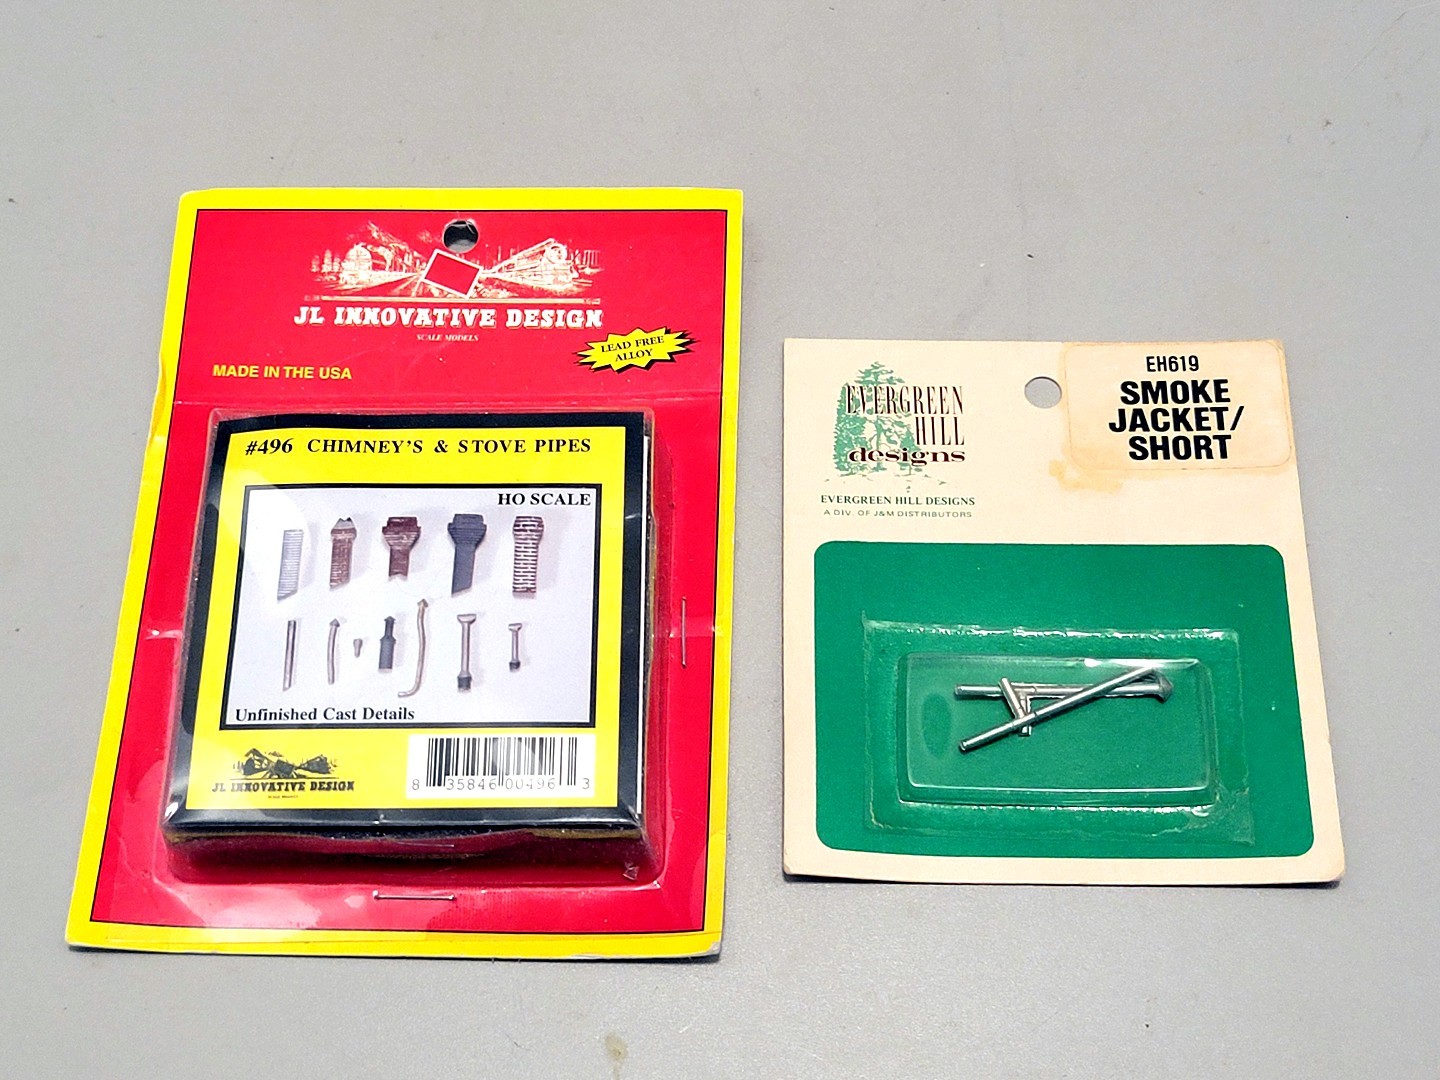 JL INNOVATIVE DESIGN
SCALE MODELS
LEAD FREE
ALLOY
MADE IN THE USA
#496 CHIMNEY'S & STOVE PIPES
HO SCALE
Unfinished Cast Details
JL INNOVATIVE DESIGN
8 35846 00496 3
EVERGREEN
HILL
designs
EVERGREEN HILL DESIGNS
A DIV. OF J&M DISTRIBUTORS
EH619
SMOKE
JACKET/
SHORT